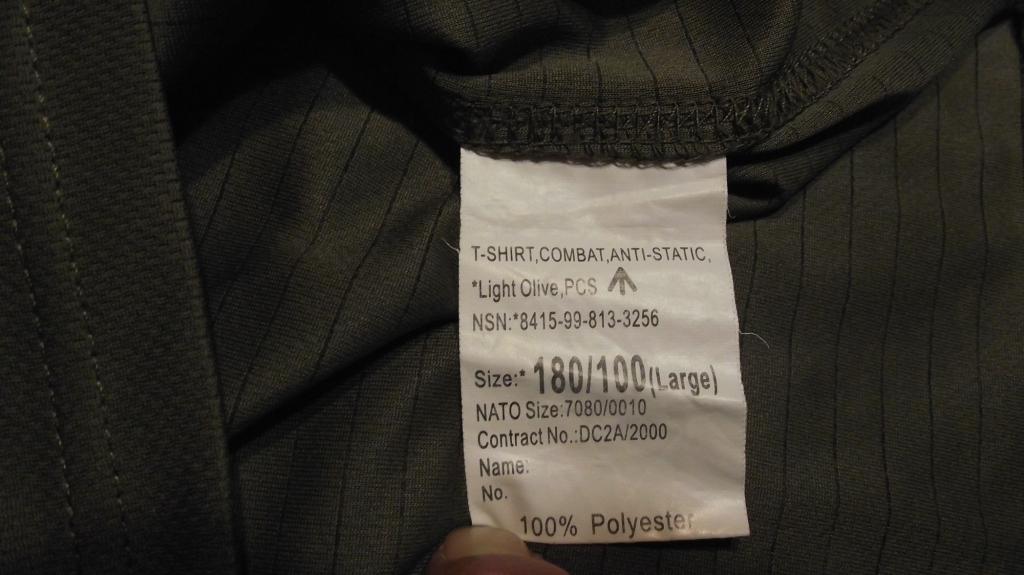 T-SHIRT,COMBAT,ANTI-STATIC,
*Light Olive,PCS
NSN:*8415-99-813-3256
Size:* 180/100(Large)
NATO Size:7080/0010
Contract No.:DC2A/2000
Name:
No.
100% Polyester